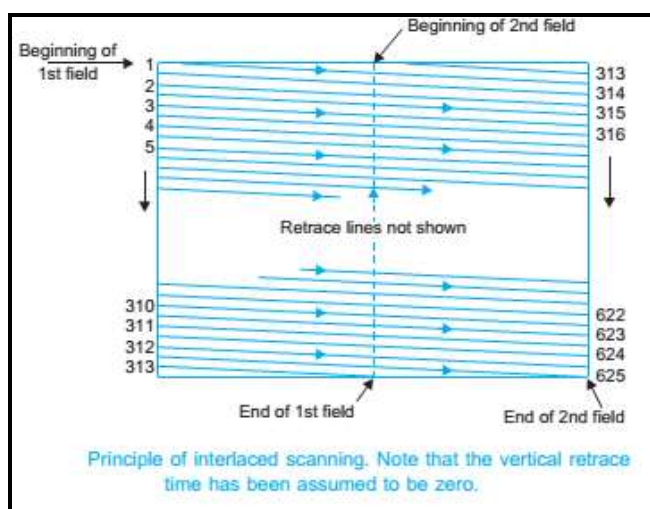 Beginning of 2nd field
Beginning of
1st field
1
2
3
4
5
313
314
315
316
Retrace lines not shown
310
311
312
313
622
623
624
625
End of 1st field
End of 2nd field
Principle of interlaced scanning. Note that the vertical retrace
time has been assumed to be zero.